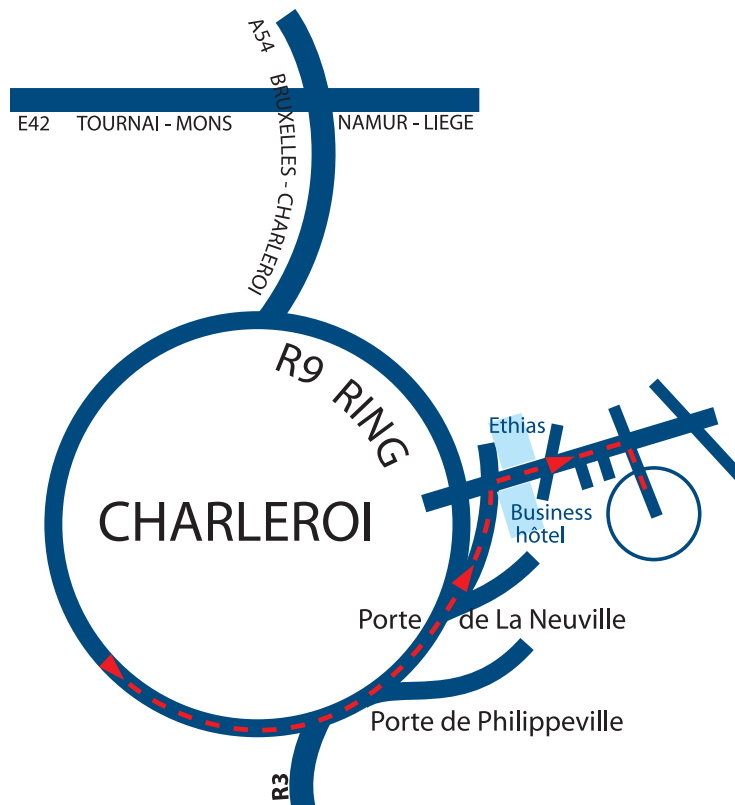 A54 BRUXELLES - CHARLEROI
E42 TOURNAI - MONS
NAMUR - LIEGE
R9 RING
Ethias
CHARLEROI
Business
hôtel
Porte de La Neuville
Porte de Philippeville
R3